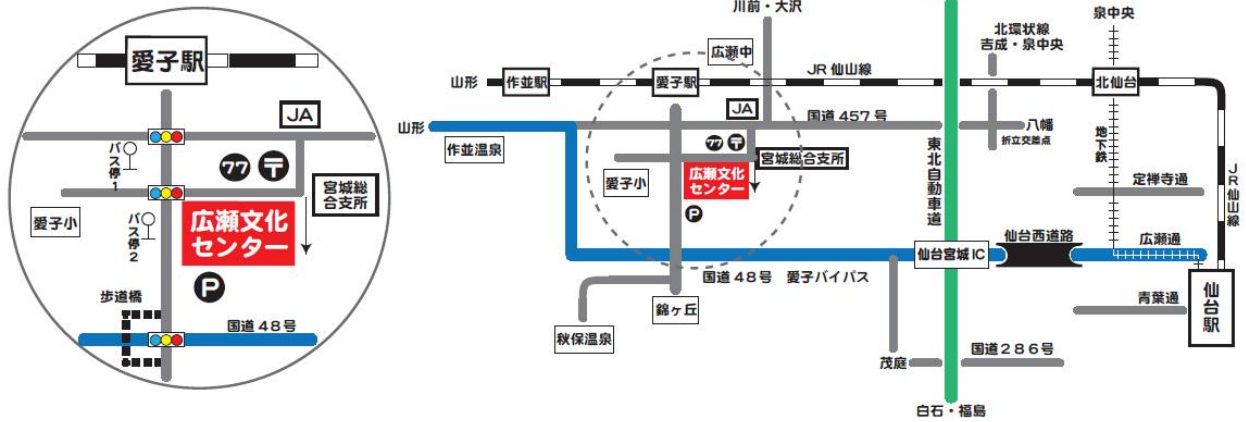 愛子駅
JA
バス停1
77
〒
宮城総
合支所
愛子小
バス停2
広瀬文化
センター
P
歩道橋
国道48号
川前・大沢
広瀬中
北環状線
吉成・泉中央
泉中央
山形
作並駅
愛子駅
JR仙山線
北仙台
JA
国道457号
山形
作並温泉
77
〒
宮城総合支所
八幡
折立交差点
東北自動車道
地下鉄
JR仙山線
愛子小
広瀬文化
センター
定禅寺通
P
仙台宮城IC
仙台西道路
広瀬通
国道48号 愛子バイパス
錦ヶ丘
青葉通
仙台駅
秋保温泉
茂庭
国道286号
白石・福島